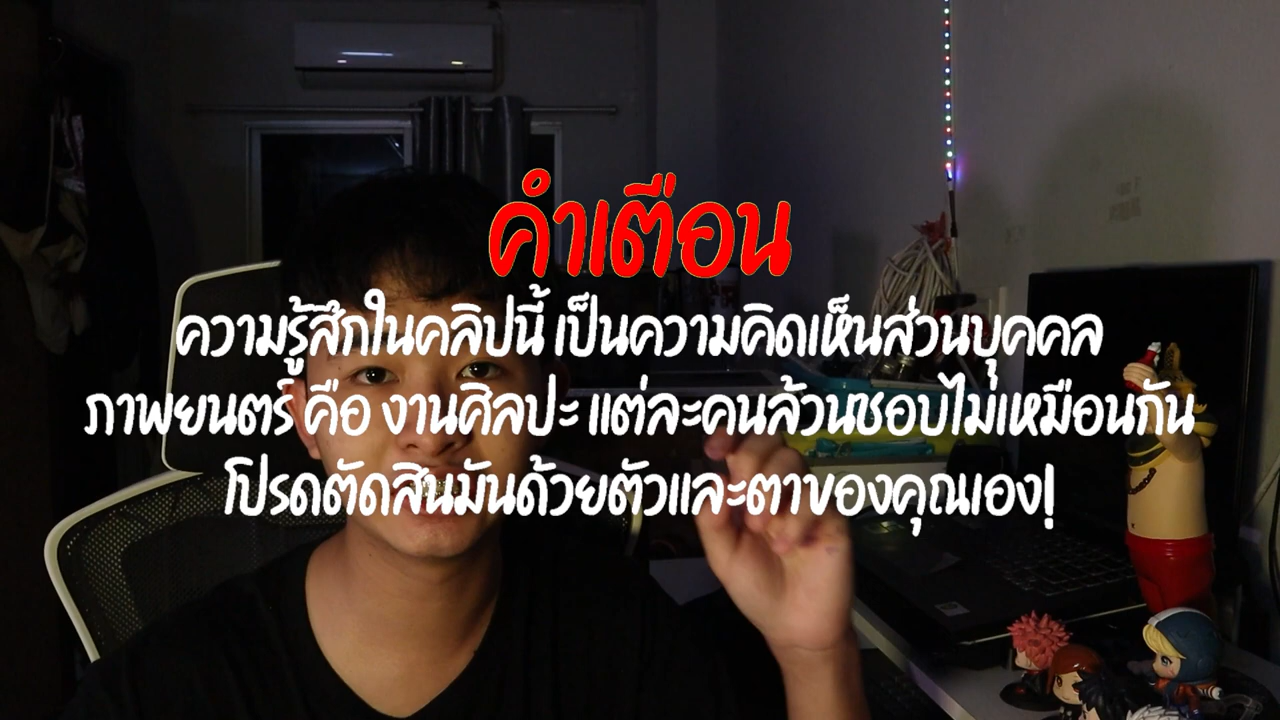 คำเตือน
ความรู้สึกในคลิปนี้ เป็นความคิดเห็นส่วนบุคคล
ภาพยนตร์ คือ งานศิลปะ แต่ละคนล้วนชอบไม่เหมือนกัน
โปรดตัดสินมันด้วยตัวและตาของคุณเอง!